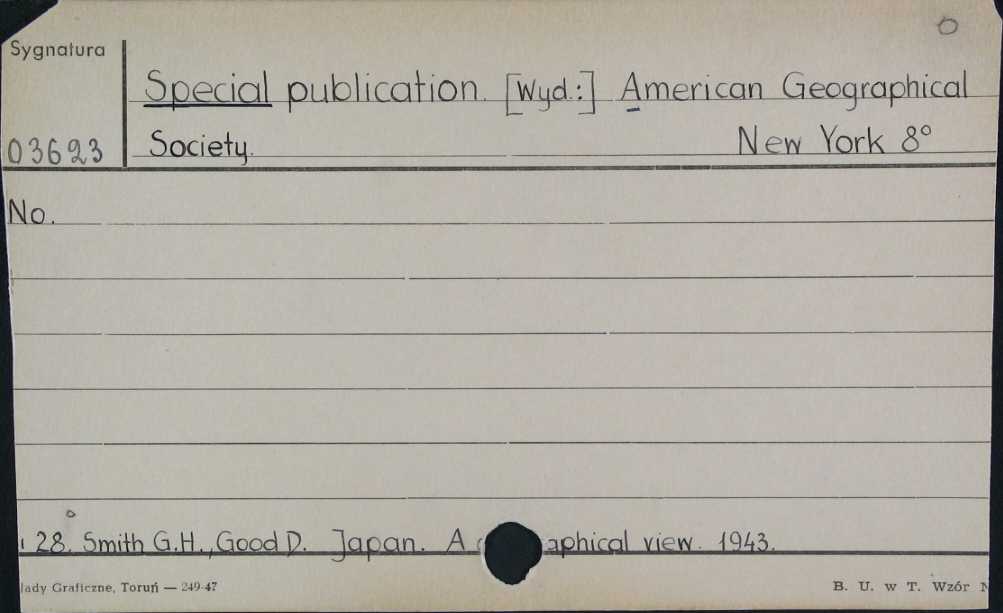 Sygnatura
Special publication. [Wyd.:] American Geographical
03623 Society. New York 8°
No.
28. Smith G.H., Good D. Japan. A aphical view. 1943.
łady Graficzne, Toruń — 249-47
B. U. w T. Wzór